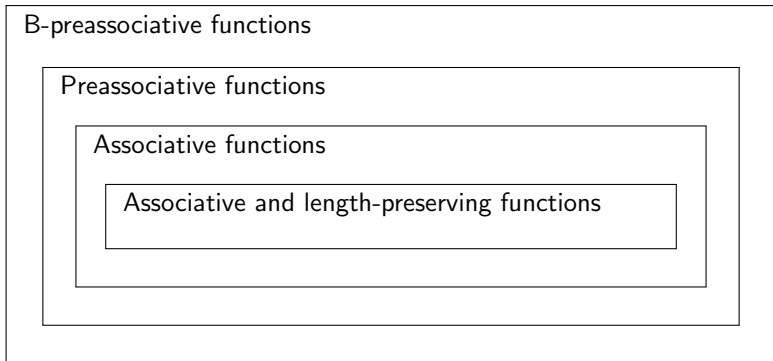 B-preassociative functions
Preassociative functions
Associative functions
Associative and length-preserving functions